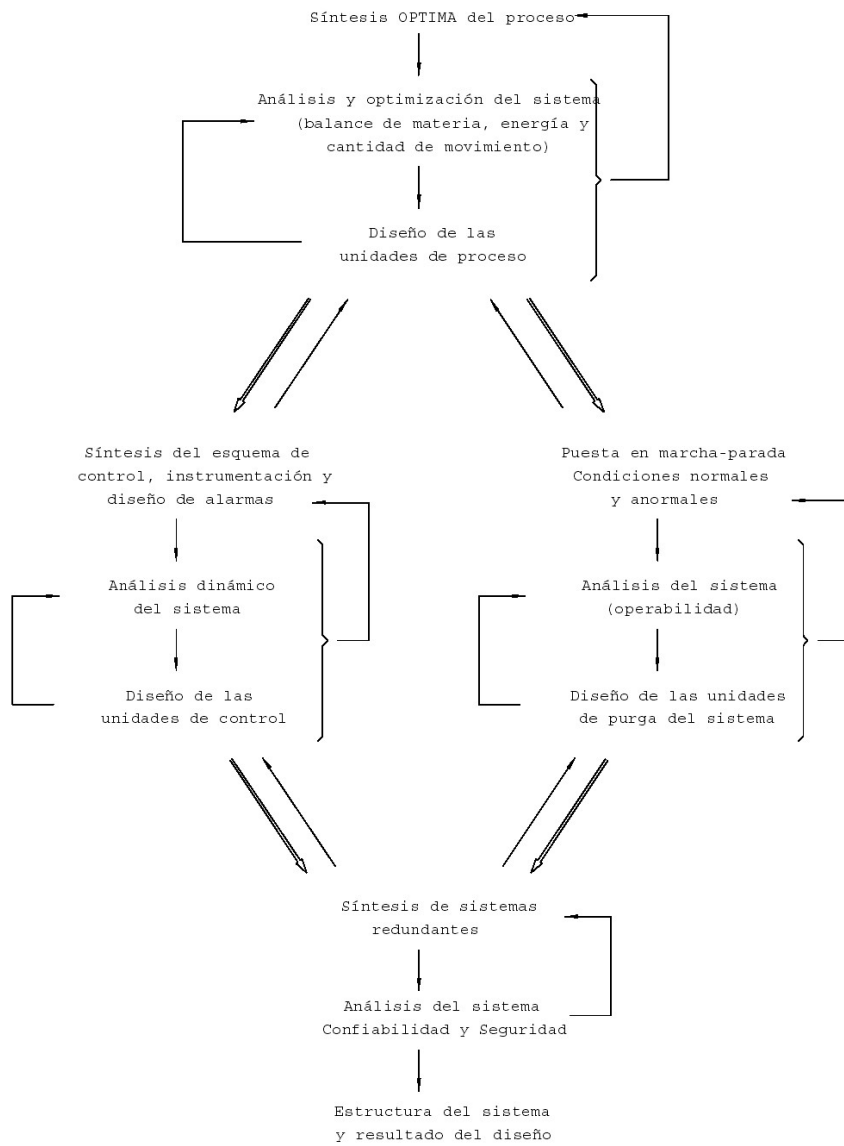 Síntesis OPTIMA del proceso
Análisis y optimización del sistema
(balance de materia, energía y
cantidad de movimiento)
Diseño de las
unidades de proceso
Síntesis del esquema de
control, instrumentación y
diseño de alarmas
Análisis dinámico
del sistema
Diseño de las
unidades de control
Puesta en marcha-parada
Condiciones normales
y anormales
Análisis del sistema
(operabilidad)
Diseño de las unidades
de purga del sistema
Síntesis de sistemas
redundantes
Análisis del sistema
Confiabilidad y Seguridad
Estructura del sistema
y resultado del diseño